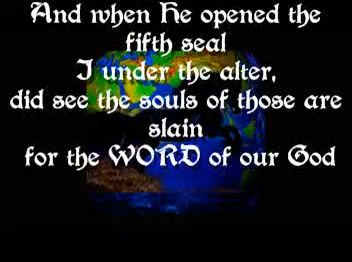 And when He opened the
fifth seal
I under the alter,
did see the souls of those are
slain
for the WORD of our God